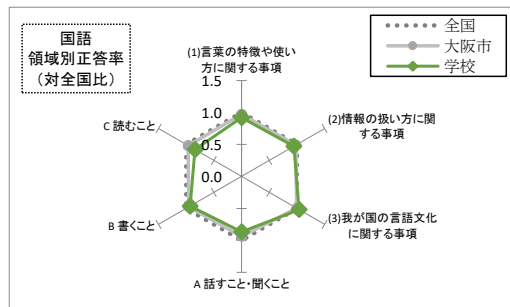 国語
領域別正答率
（対全国比）
全国
大阪市
学校
(1)言葉の特徴や使い
方に関する事項
1.5
1.0
0.5
0.0
(2)情報の扱い方に関
する事項
(3)我が国の言語文化
に関する事項
A 話すこと・聞くこと
B 書くこと
C 読むこと